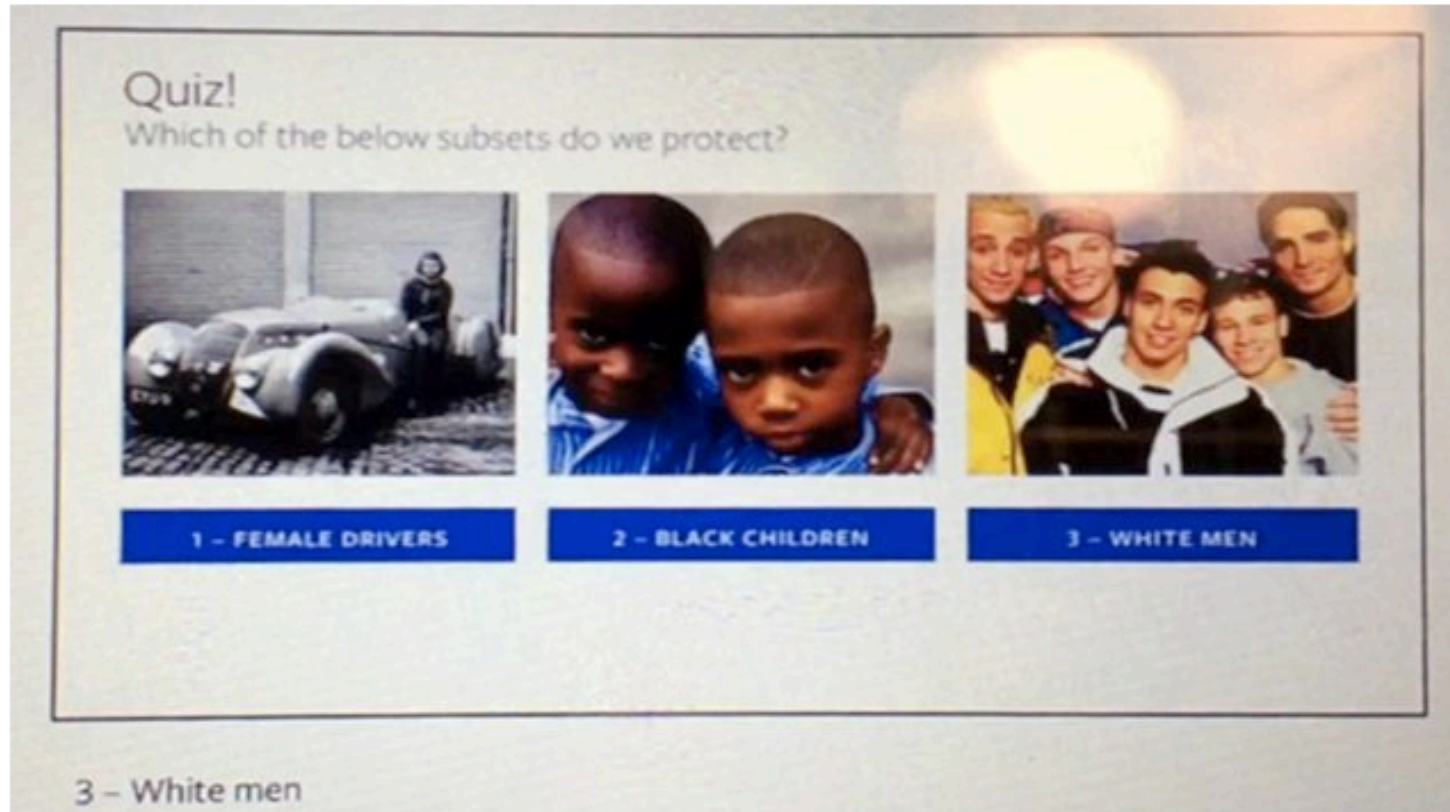 Quiz!
Which of the below subsets do we protect?
1 – FEMALE DRIVERS
2 – BLACK CHILDREN
3 – WHITE MEN
3 – White men